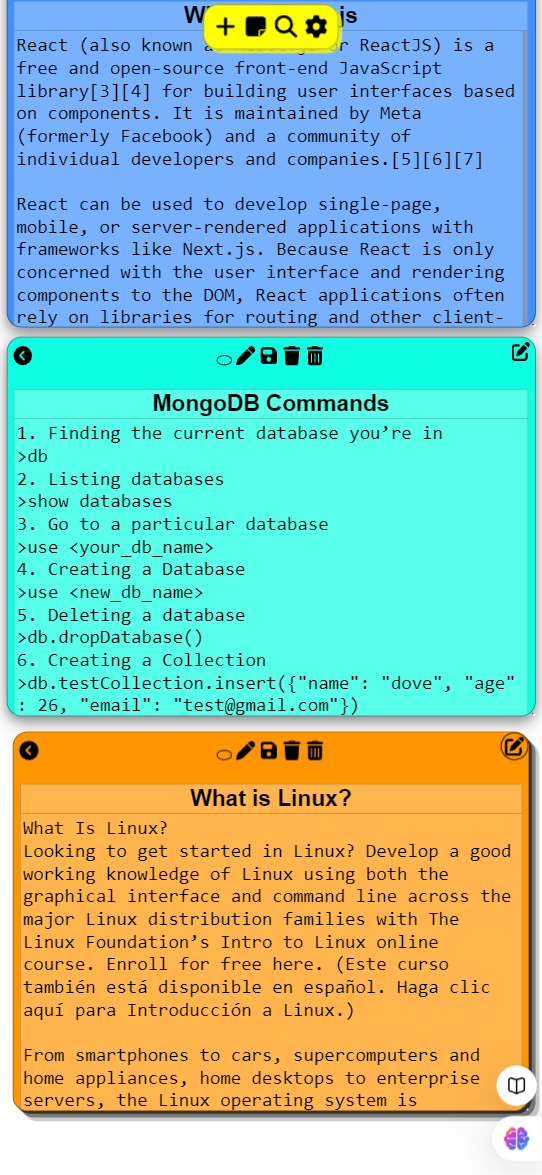 js
React (also known or ReactJS) is a
free and open-source front-end JavaScript
library[3][4] for building user interfaces based
on components. It is maintained by Meta
(formerly Facebook) and a community of
individual developers and companies.[5][6][7]
React can be used to develop single-page,
mobile, or server-rendered applications with
frameworks like Next.js. Because React is only
concerned with the user interface and rendering
components to the DOM, React applications often
rely on libraries for routing and other client-
MongoDB Commands
1. Finding the current database you’re in
>db
2. Listing databases
>show databases
3. Go to a particular database
>use <your_db_name>
4. Creating a Database
>use <new_db_name>
5. Deleting a database
>db.dropDatabase()
6. Creating a Collection
>db.testCollection.insert({"name": "dove", "age"
: 26, "email": "test@gmail.com"})
What is Linux?
What Is Linux?
Looking to get started in Linux? Develop a good
working knowledge of Linux using both the
graphical interface and command line across the
major Linux distribution families with The
Linux Foundation’s Intro to Linux online
course. Enroll for free here. (Este curso
también está disponible en español. Haga clic
aquí para Introducción a Linux.)
From smartphones to cars, supercomputers and
home appliances, home desktops to enterprise
servers, the Linux operating system is